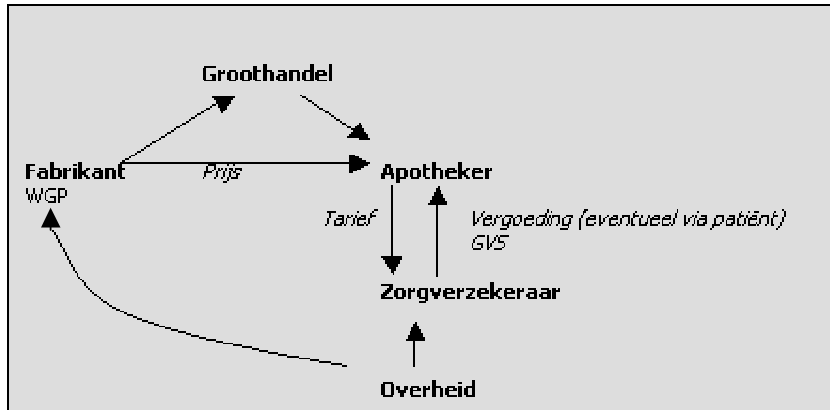 Groothandel
Fabrikant
Prijs
Apotheker
WGP
Tarief
Vergoeding (eventueel via patiënt)
GVS
Zorgverzekeraar
Overheid